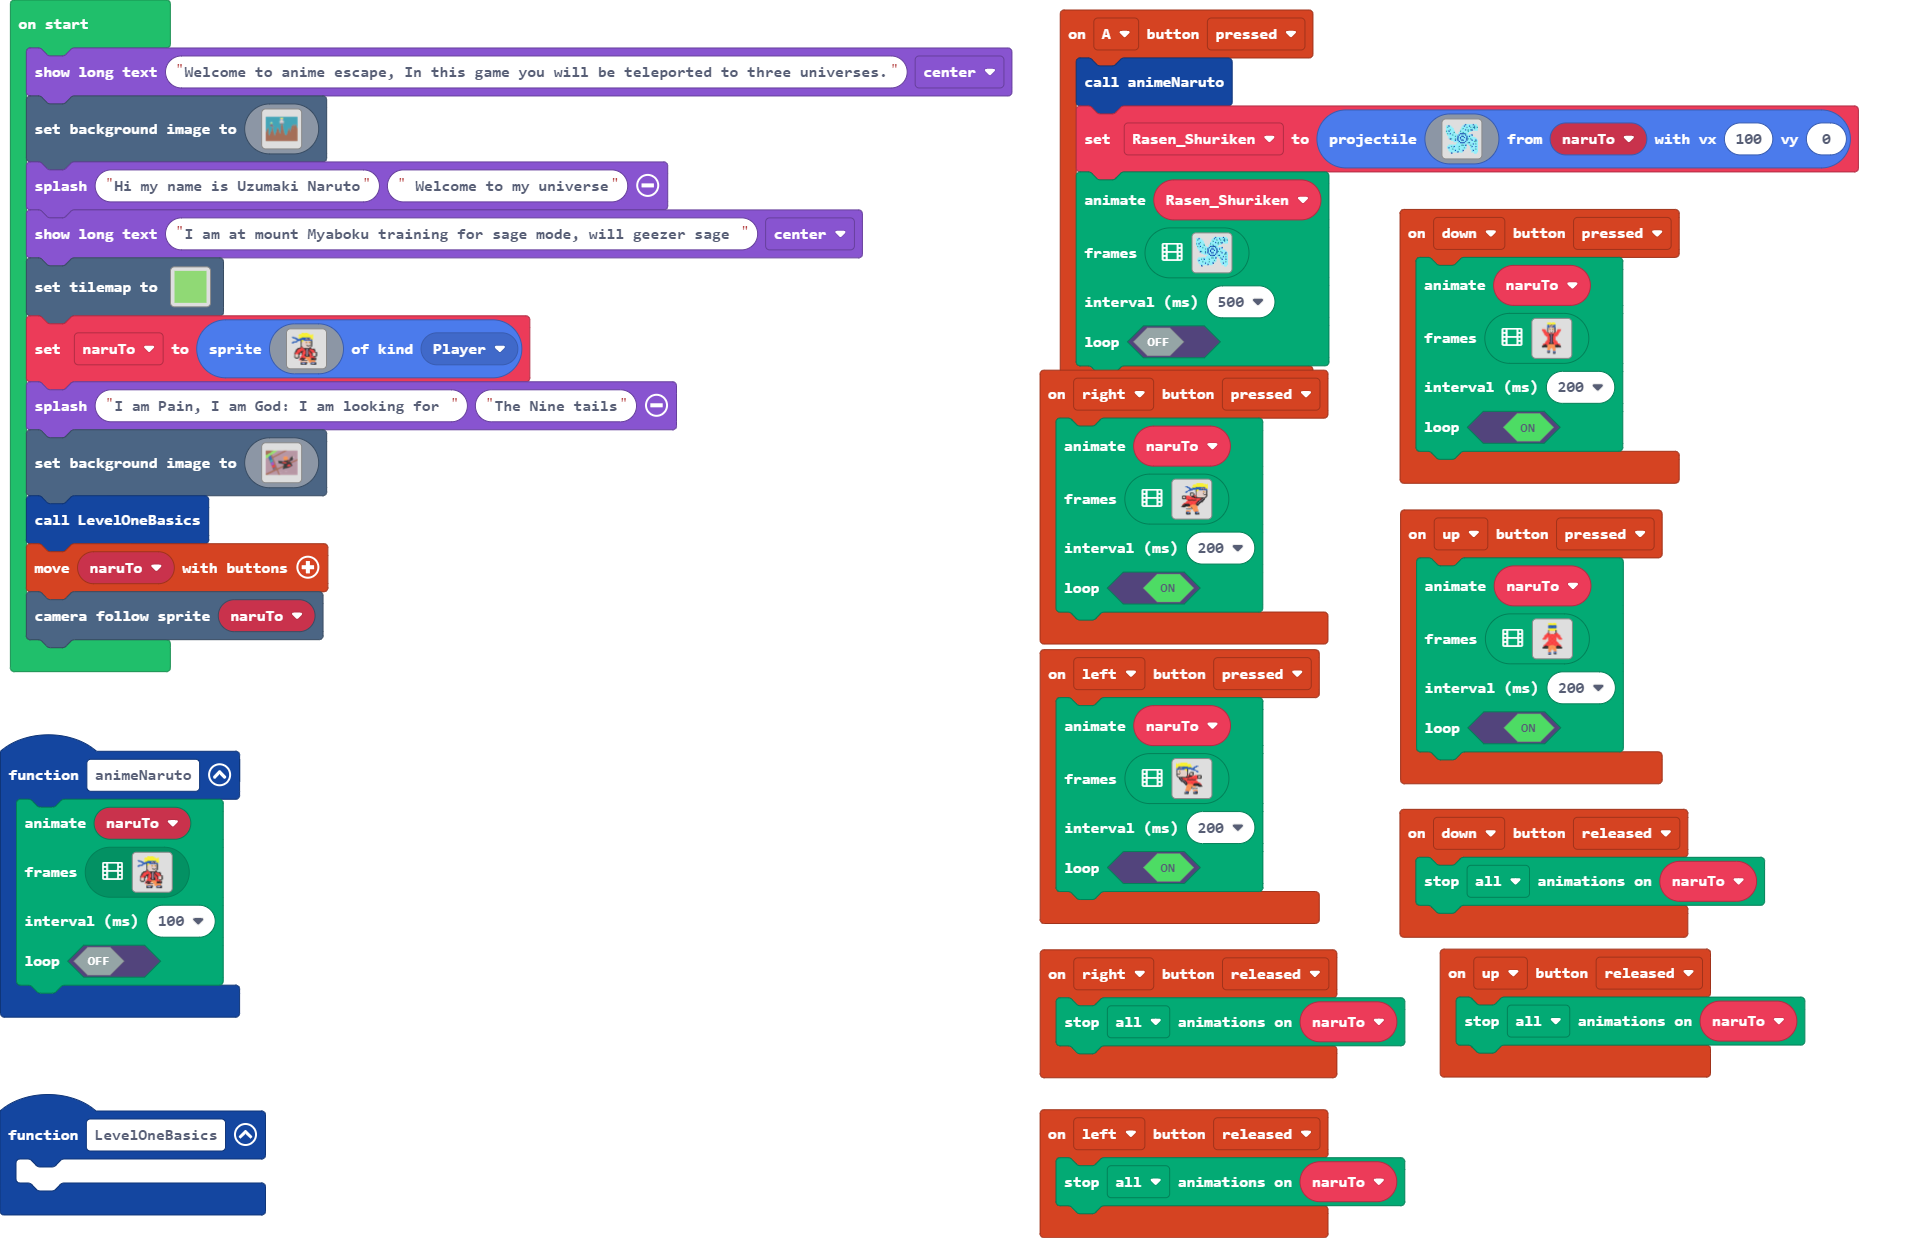 on start
show long text "Welcome to anime escape, In this game you will be teleported to three universes." center
set background image to
splash "Hi my name is Uzumaki Naruto" " Welcome to my universe"
show long text "I am at mount Myaboku training for sage mode, will geezer sage " center
set tilemap to
set naruTo to sprite of kind Player
splash "I am Pain, I am God: I am looking for " "The Nine tails"
set background image to
call LevelOneBasics
move naruTo with buttons
camera follow sprite naruTo
function animeNaruto
animate naruTo
frames
interval (ms) 100
loop OFF
function LevelOneBasics
on A button pressed
call animeNaruto
set Rasen_Shuriken to projectile from naruTo with vx 100 vy 0
animate Rasen_Shuriken
frames
interval (ms) 500
loop OFF
on right button pressed
animate naruTo
frames
interval (ms) 200
loop ON
on left button pressed
animate naruTo
frames
interval (ms) 200
loop ON
on right button released
stop all animations on naruTo
on left button released
stop all animations on naruTo
on down button pressed
animate naruTo
frames
interval (ms) 200
loop ON
on up button pressed
animate naruTo
frames
interval (ms) 200
loop ON
on down button released
stop all animations on naruTo
on up button released
stop all animations on naruTo